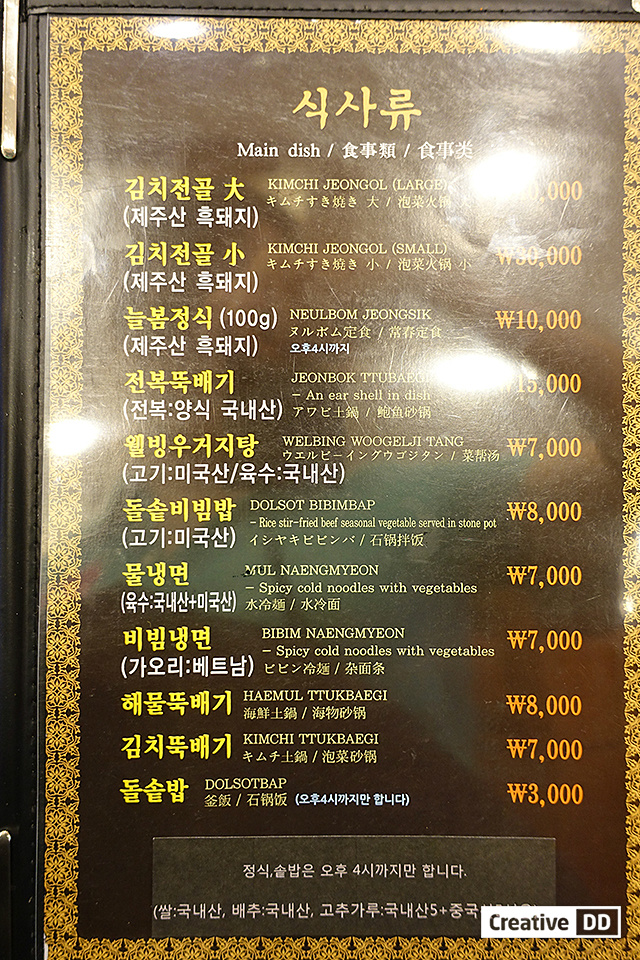 식사류
Main dish / 食事類 / 食事类
김치전골 大 KIMCHI JEONGOL (LARGE)
(제주산 흑돼지) キムチすき焼き 大 / 泡菜火锅
김치전골 小 KIMCHI JEONGOL (SMALL) ₩30,000
(제주산 흑돼지) キムチすき焼き 小 / 泡菜火锅 小
늘봄정식 (100g) NEULBOM JEONGSIK ₩10,000
ヌルボム定食 / 常春定食
(제주산 흑돼지) 오후4시까지
전복뚝배기 JEONBOK TTUBAEGI ₩15,000
- An ear shell in dish
(전복:양식 국내산) アワビ土鍋 / 鲍鱼砂锅
웰빙우거지탕 WELBING WOOGELJI TANG ₩7,000
ウエルビーイングウゴジタン / 菜帮汤
(고기:미국산/육수:국내산)
돌솥비빔밥 DOLSOT BIBIMBAP ₩8,000
- Rice stir-fried beef seasonal vegetable served in stone pot
(고기:미국산) イシヤキビビンバ / 石锅拌饭
물냉면 MUL NAENGMYEON ₩7,000
- Spicy cold noodles with vegetables
(육수:국내산+미국산) 水冷麺 / 水冷面
비빔냉면 BIBIM NAENGMYEON ₩7,000
- Spicy cold noodles with vegetables
(가오리:베트남) ビビン冷麺 / 杂面条
해물뚝배기 HAEMUL TTUKBAEGI ₩8,000
海鮮土鍋 / 海物砂锅
김치뚝배기 KIMCHI TTUKBAEGI ₩7,000
キムチ土鍋 / 泡菜砂锅
돌솥밥 DOLSOTBAP ₩3,000
釜飯 / 石锅饭 (오후4시까지만 합니다)
정식,솥밥은 오후 4시까지만 합니다.
(쌀:국내산, 배추:국내산, 고추가루:국내산5+중국
Creative DD